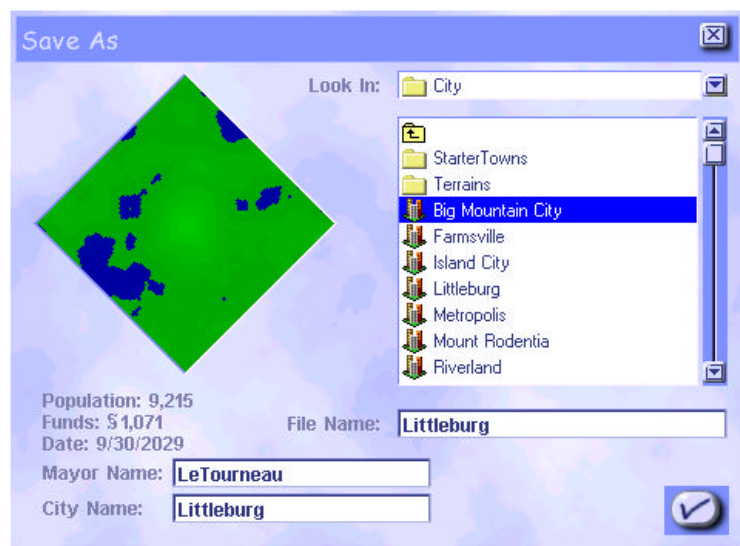 Save As
Look In: City
StarterTowns
Terrains
Big Mountain City
Farmsville
Island City
Littleburg
Metropolis
Mount Rodentia
Riverland
Population: 9,215
Funds: §1,071
Date: 9/30/2029
File Name: Littleburg
Mayor Name: LeTourneau
City Name: Littleburg